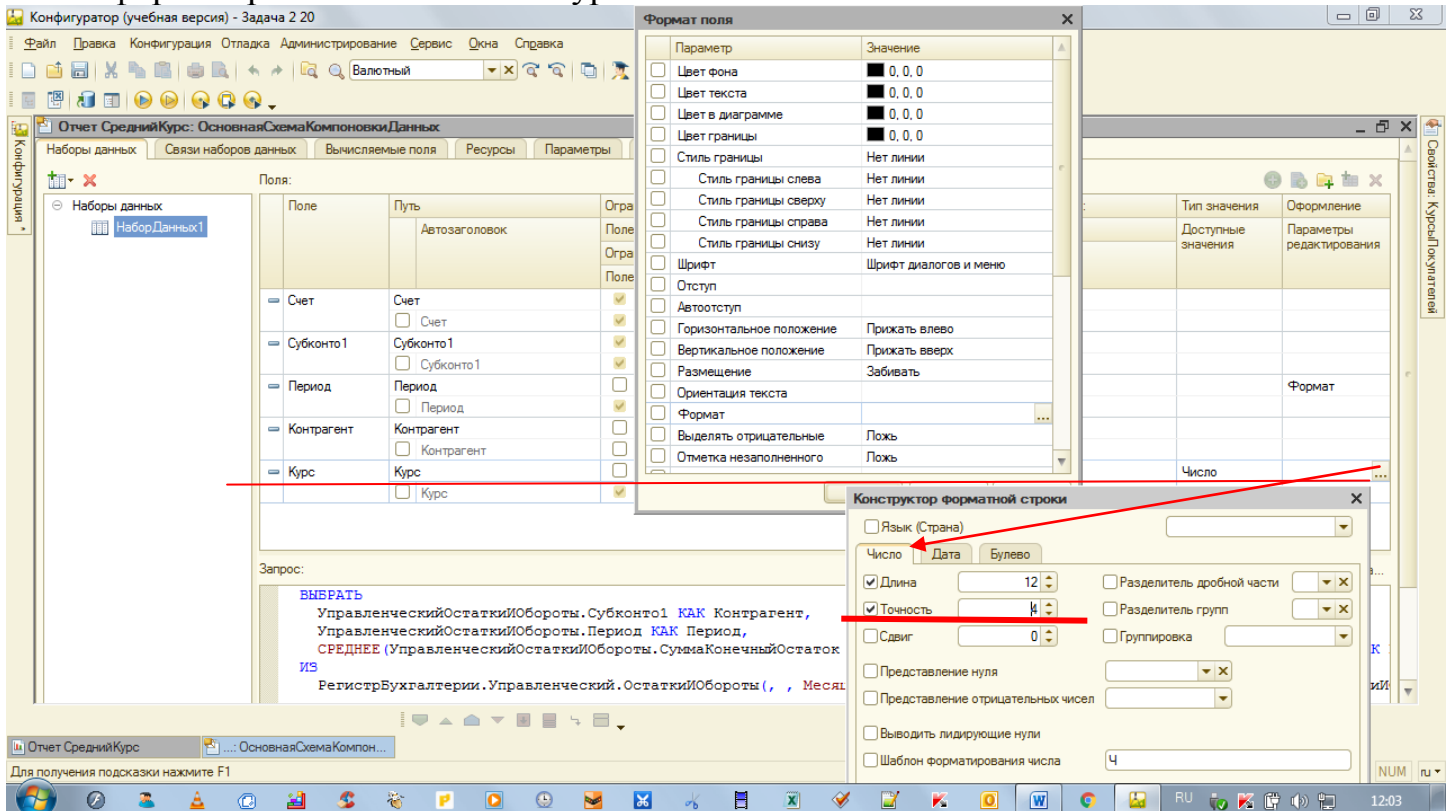 Конфигуратор (учебная версия) - Задача 2 20
Файл Правка Конфигурация Отладка Администрирование Сервис Окна Справка
Валютный
Отчет СреднийКурс: ОсновнаяСхемаКомпоновкиДанных
Наборы данных Связи наборов данных Вычисляемые поля Ресурсы Параметры
Конфигурация
Свойства: КурсыПокупателей
Наборы данных
НаборДанных1
Поля:
Поле Путь Огра Тип значения Оформление
Автозаголовок Поле Доступные значения Параметры редактирования
Огра
Поле
Счет Счет
Счет
Субконто1 Субконто1
Субконто1
Период Период Формат
Период
Контрагент Контрагент
Контрагент
Курс Курс Число ...
Курс
Формат поля
Параметр Значение
Цвет фона 0, 0, 0
Цвет текста 0, 0, 0
Цвет в диаграмме 0, 0, 0
Цвет границы 0, 0, 0
Стиль границы Нет линии
Стиль границы слева Нет линии
Стиль границы сверху Нет линии
Стиль границы справа Нет линии
Стиль границы снизу Нет линии
Шрифт Шрифт диалогов и меню
Отступ
Автоотступ
Горизонтальное положение Прижать влево
Вертикальное положение Прижать вверх
Размещение Забивать
Ориентация текста
Формат ...
Выделять отрицательные Ложь
Отметка незаполненного Ложь
Конструктор форматной строки
Язык (Страна)
Число Дата Булево
Длина 12 Разделитель дробной части
Точность 4 Разделитель групп
Сдвиг 0 Группировка
Представление нуля
Представление отрицательных чисел
Выводить лидирующие нули
Шаблон форматирования числа Ч
Запрос:
ВЫБРАТЬ
УправленческийОстаткиИОбороты.Субконто1 КАК Контрагент,
УправленческийОстаткиИОбороты.Период КАК Период,
СРЕДНЕЕ(УправленческийОстаткиИОбороты.СуммаКонечныйОстаток
ИЗ
РегистрБухгалтерии.Управленческий.ОстаткиИОбороты(, , Месяц
Отчет СреднийКурс ...: ОсновнаяСхемаКомпон...
Для получения подсказки нажмите F1
NUM ru
RU 12:03